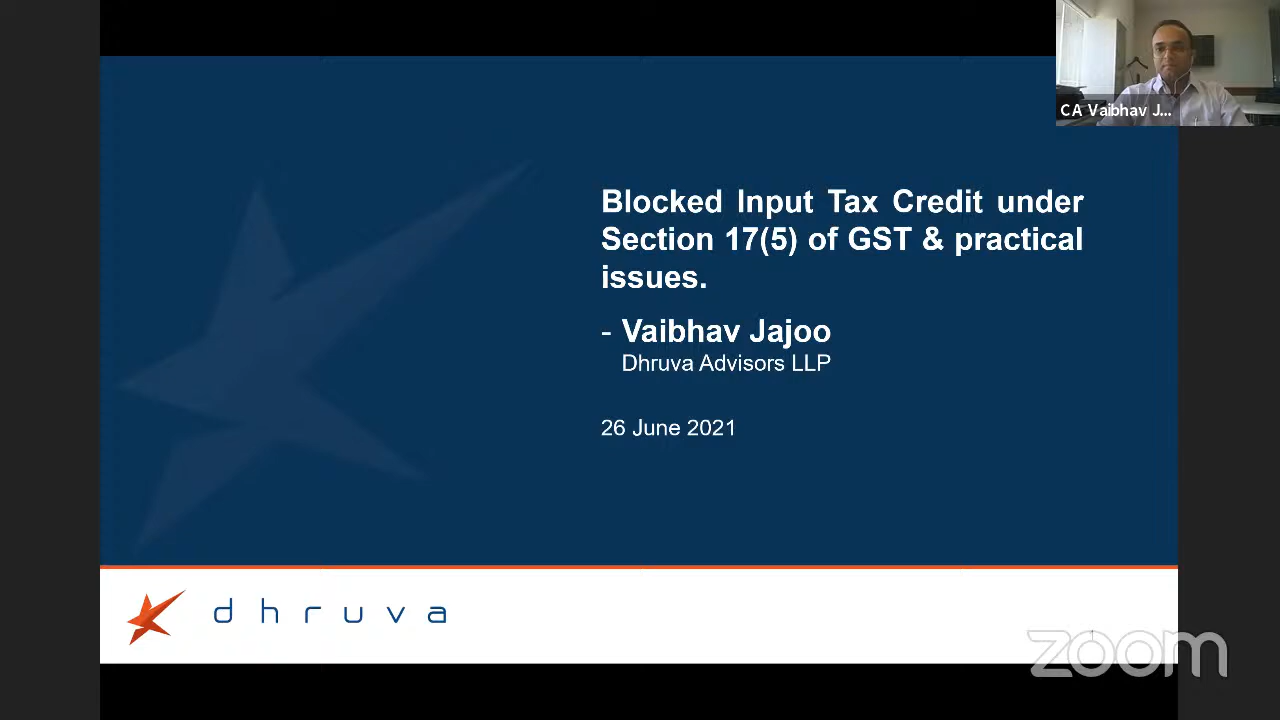 CA Vaibhav J...
Blocked Input Tax Credit under
Section 17(5) of GST & practical
issues.
- Vaibhav Jajoo
Dhruva Advisors LLP
26 June 2021
dhruva
zoom